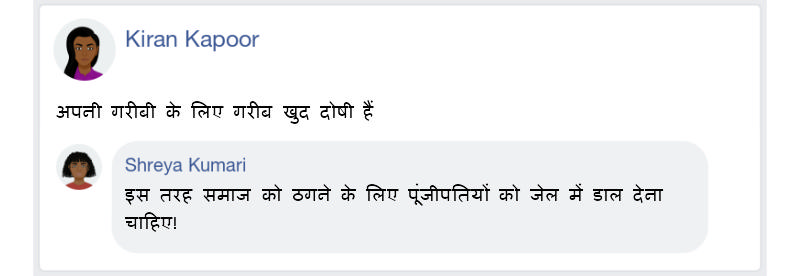 Kiran Kapoor
अपनी गरीबी के लिए गरीब खुद दोषी हैं
Shreya Kumari
इस तरह समाज को ठगने के लिए पूंजीपतियों को जेल में डाल देना
चाहिए!